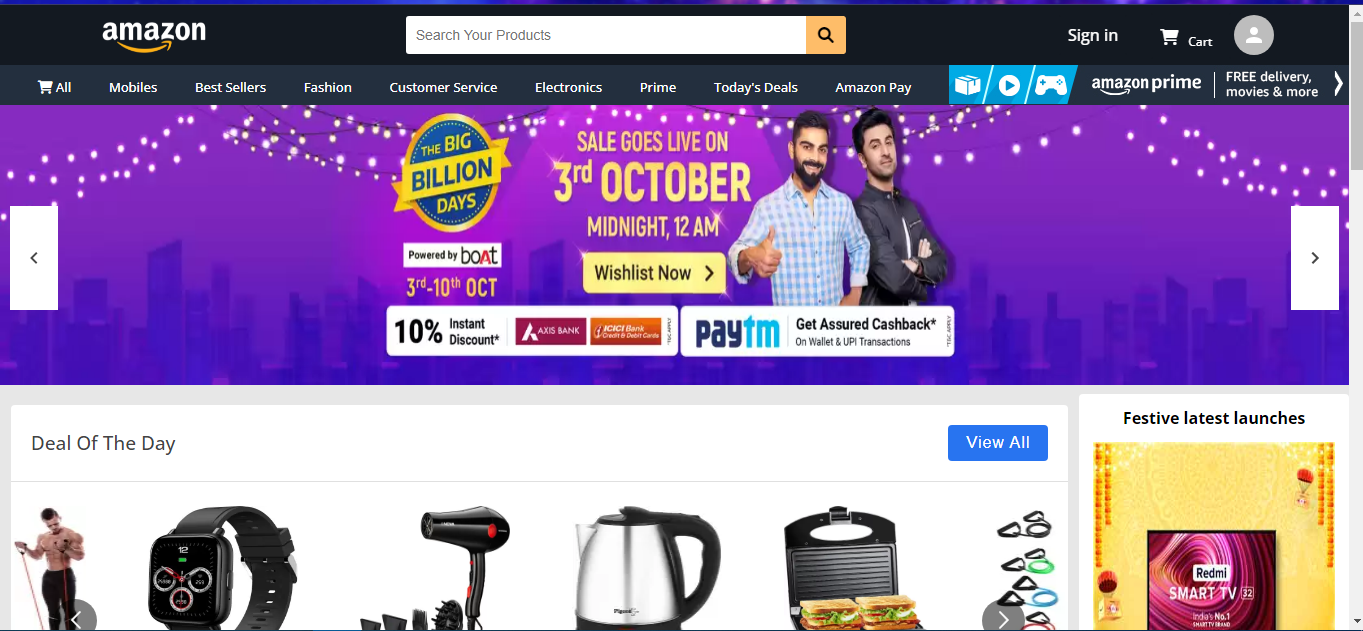 amazon
Search Your Products
Sign in
Cart
All
Mobiles
Best Sellers
Fashion
Customer Service
Electronics
Prime
Today's Deals
Amazon Pay
amazon prime
FREE delivery,
movies & more
THE BIG
BILLION
DAYS
SALE GOES LIVE ON
3rd OCTOBER
MIDNIGHT, 12 AM
Powered by boAt
Wishlist Now
3rd-10th OCT
10% Instant
Discount*
AXIS BANK
ICICI Bank
Credit & Debit Cards
*T&C APPLY
paytm
Get Assured Cashback*
On Wallet & UPI Transactions
*T&C APPLY
Deal Of The Day
View All
Festive latest launches
12
Pigeon
Redmi
SMART TV 32
India's No.1
SMART TV BRAND